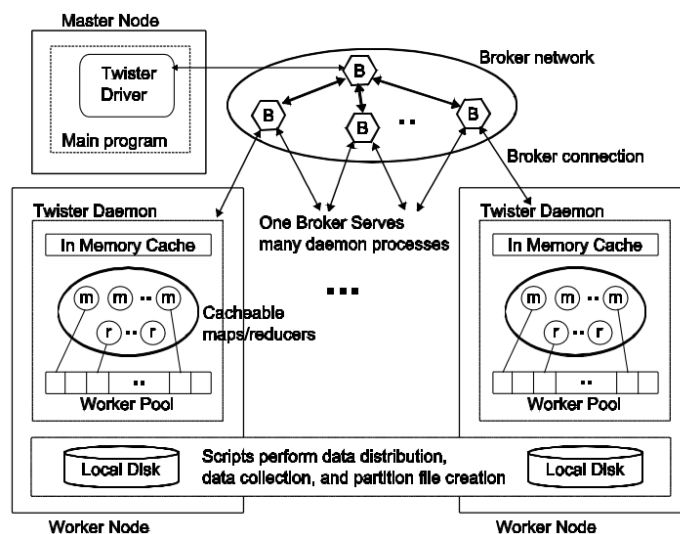 Master Node
Twister
Driver
Main program
B
B
B
..
B
Broker network
Broker connection
One Broker Serves
many daemon processes
...
Twister Daemon
In Memory Cache
m m .. m
r .. r
Cacheable
maps/reducers
..
Worker Pool
Local Disk
Worker Node
Scripts perform data distribution,
data collection, and partition file creation
Twister Daemon
In Memory Cache
m m .. m
r .. r
..
Worker Pool
Local Disk
Worker Node